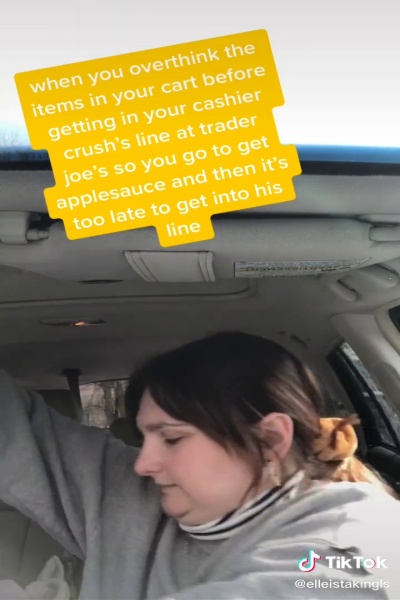 when you overthink the
items in your cart before
getting in your cashier
crush's line at trader
joe's so you go to get
applesauce and then it's
too late to get into his
line
TikTok
@elleistakingls